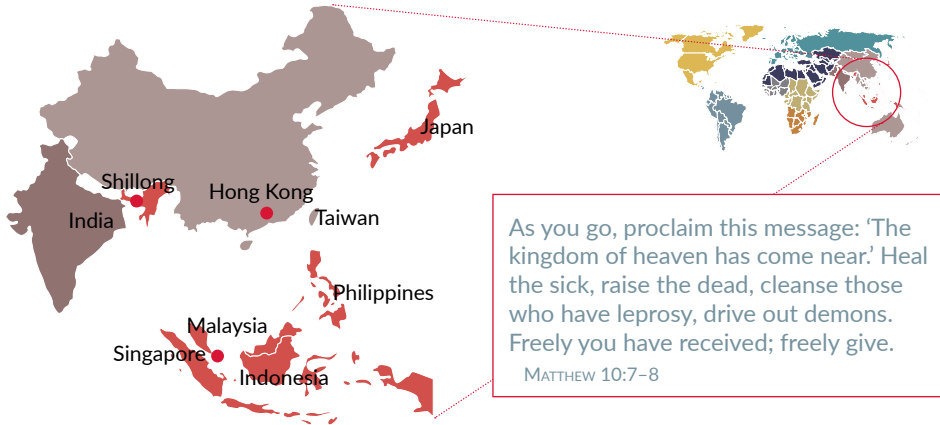 Japan
Shillong
Hong Kong
India
Taiwan
Philippines
Malaysia
Singapore
Indonesia
As you go, proclaim this message: ‘The
kingdom of heaven has come near.’ Heal
the sick, raise the dead, cleanse those
who have leprosy, drive out demons.
Freely you have received; freely give.
Matthew 10:7–8